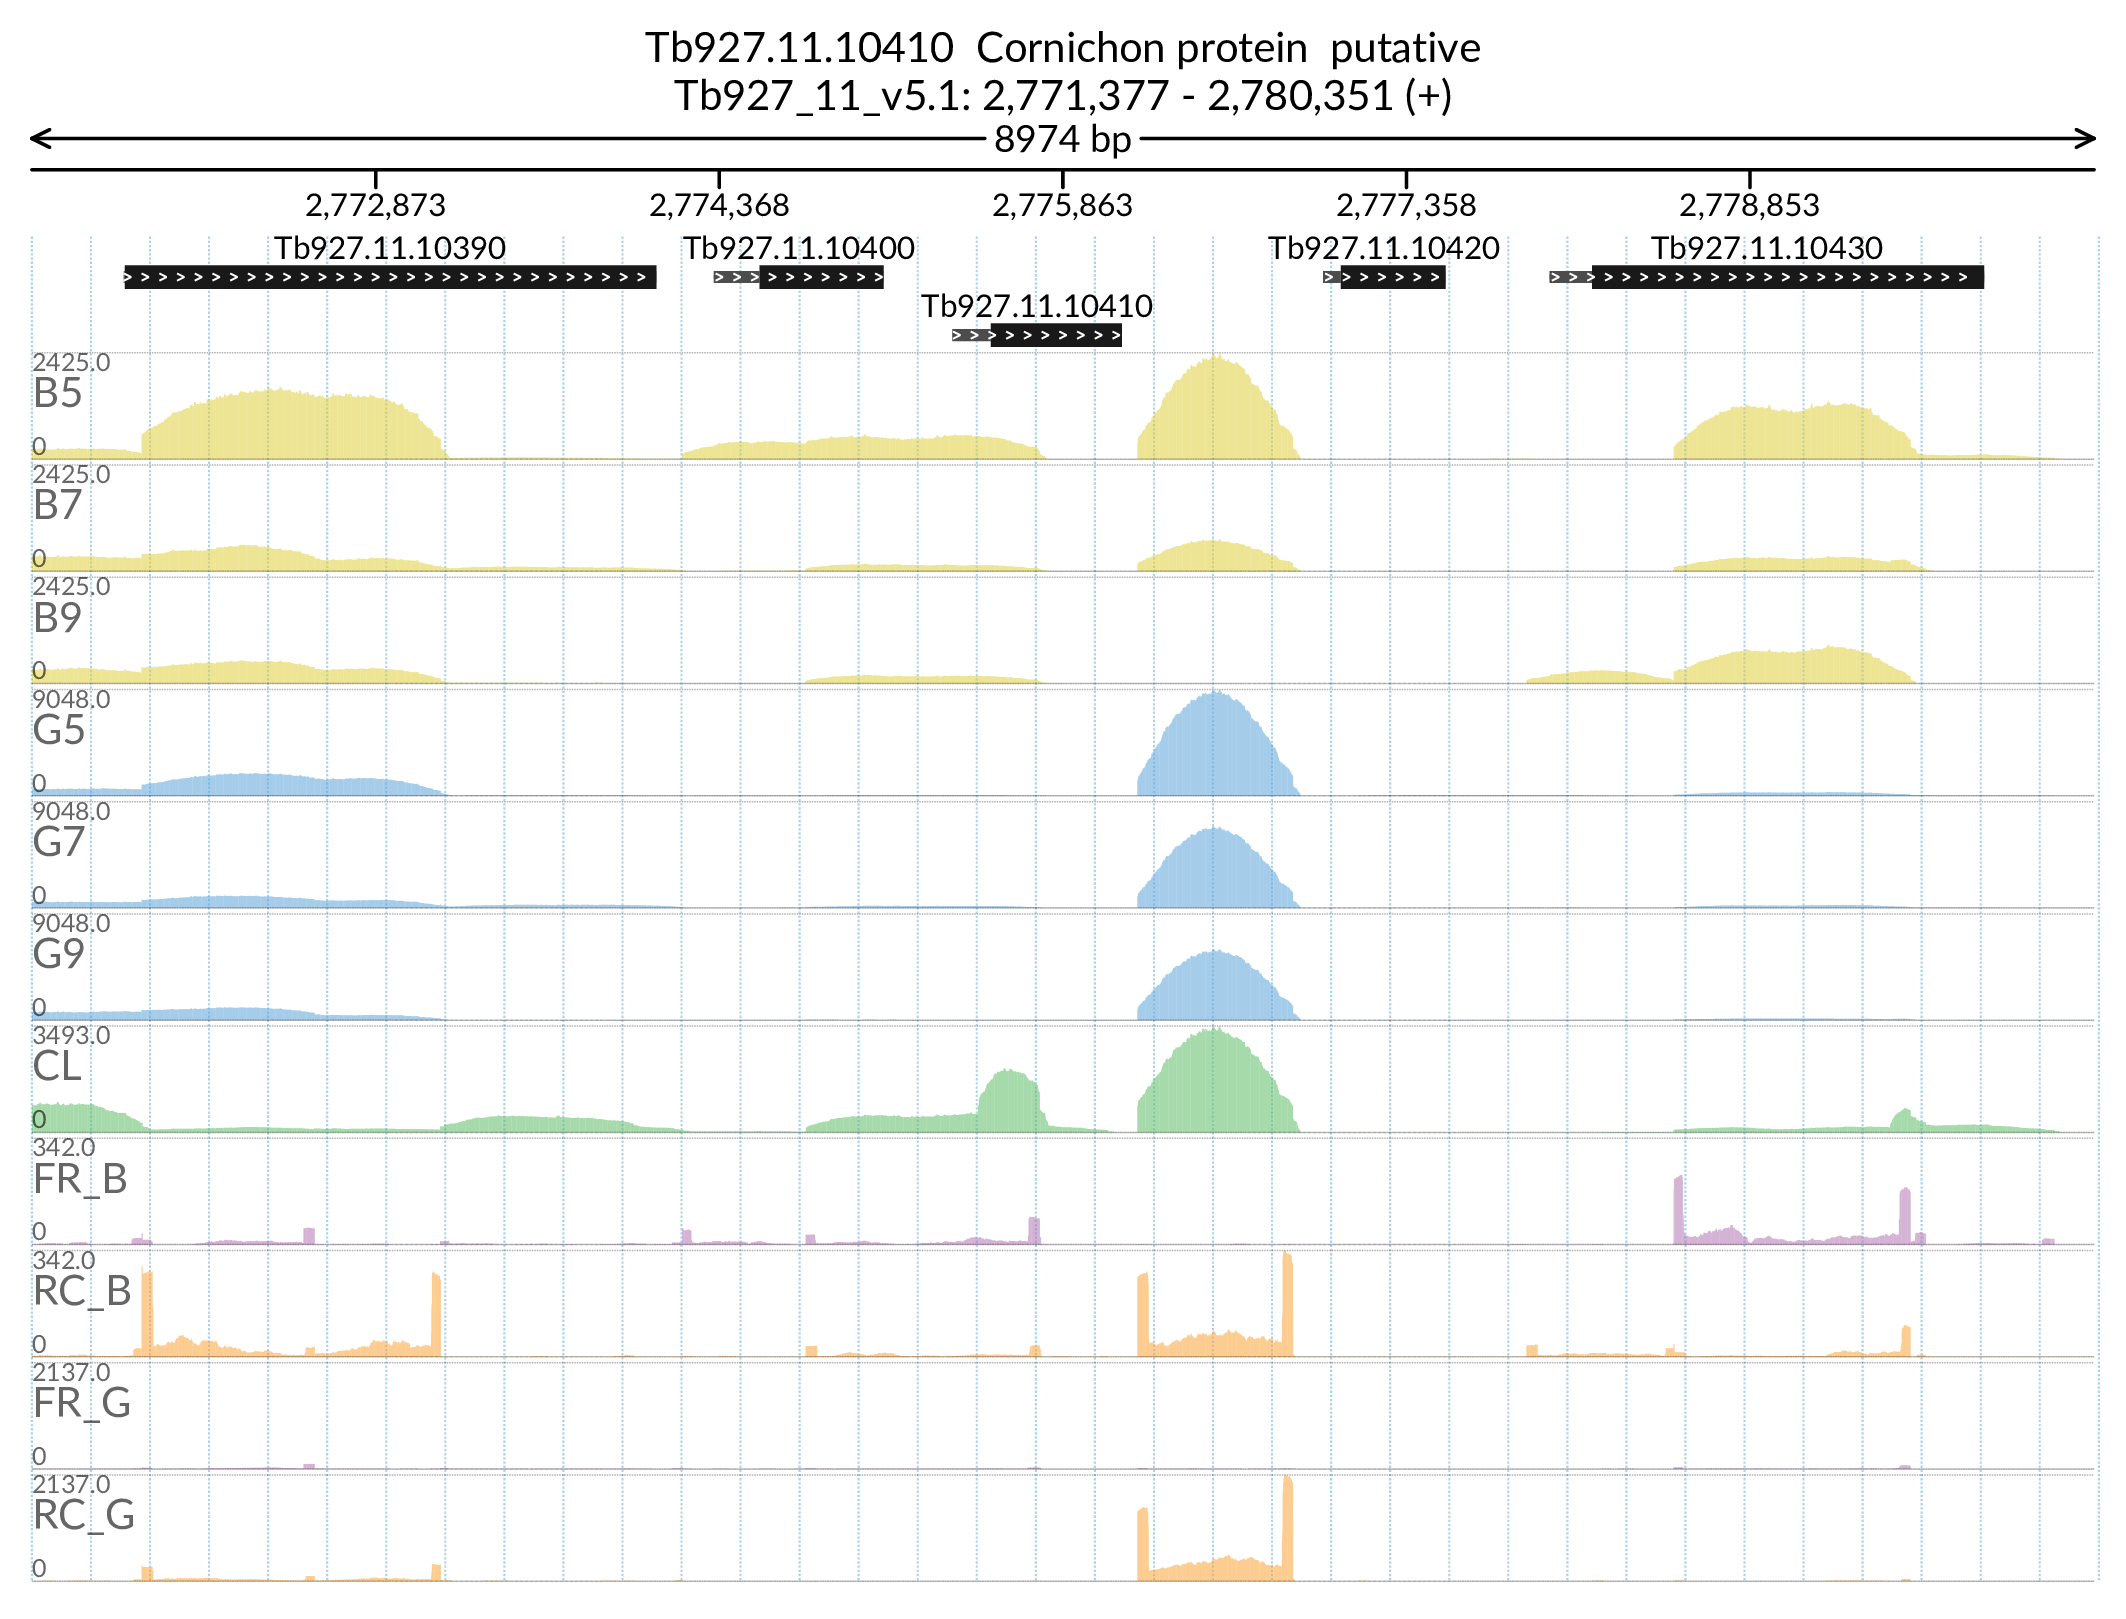 Tb927.11.10410  Cornichon protein  putative
Tb927_11_v5.1: 2,771,377 - 2,780,351 (+)
8974 bp
2,772,873 2,774,368 2,775,863 2,777,358 2,778,853
Tb927.11.10390 Tb927.11.10400 Tb927.11.10420 Tb927.11.10430
Tb927.11.10410
2425.0
B5
0
2425.0
B7
0
2425.0
B9
0
9048.0
G5
0
9048.0
G7
0
9048.0
G9
0
3493.0
CL
0
342.0
FR_B
0
342.0
RC_B
0
2137.0
FR_G
0
2137.0
RC_G
0